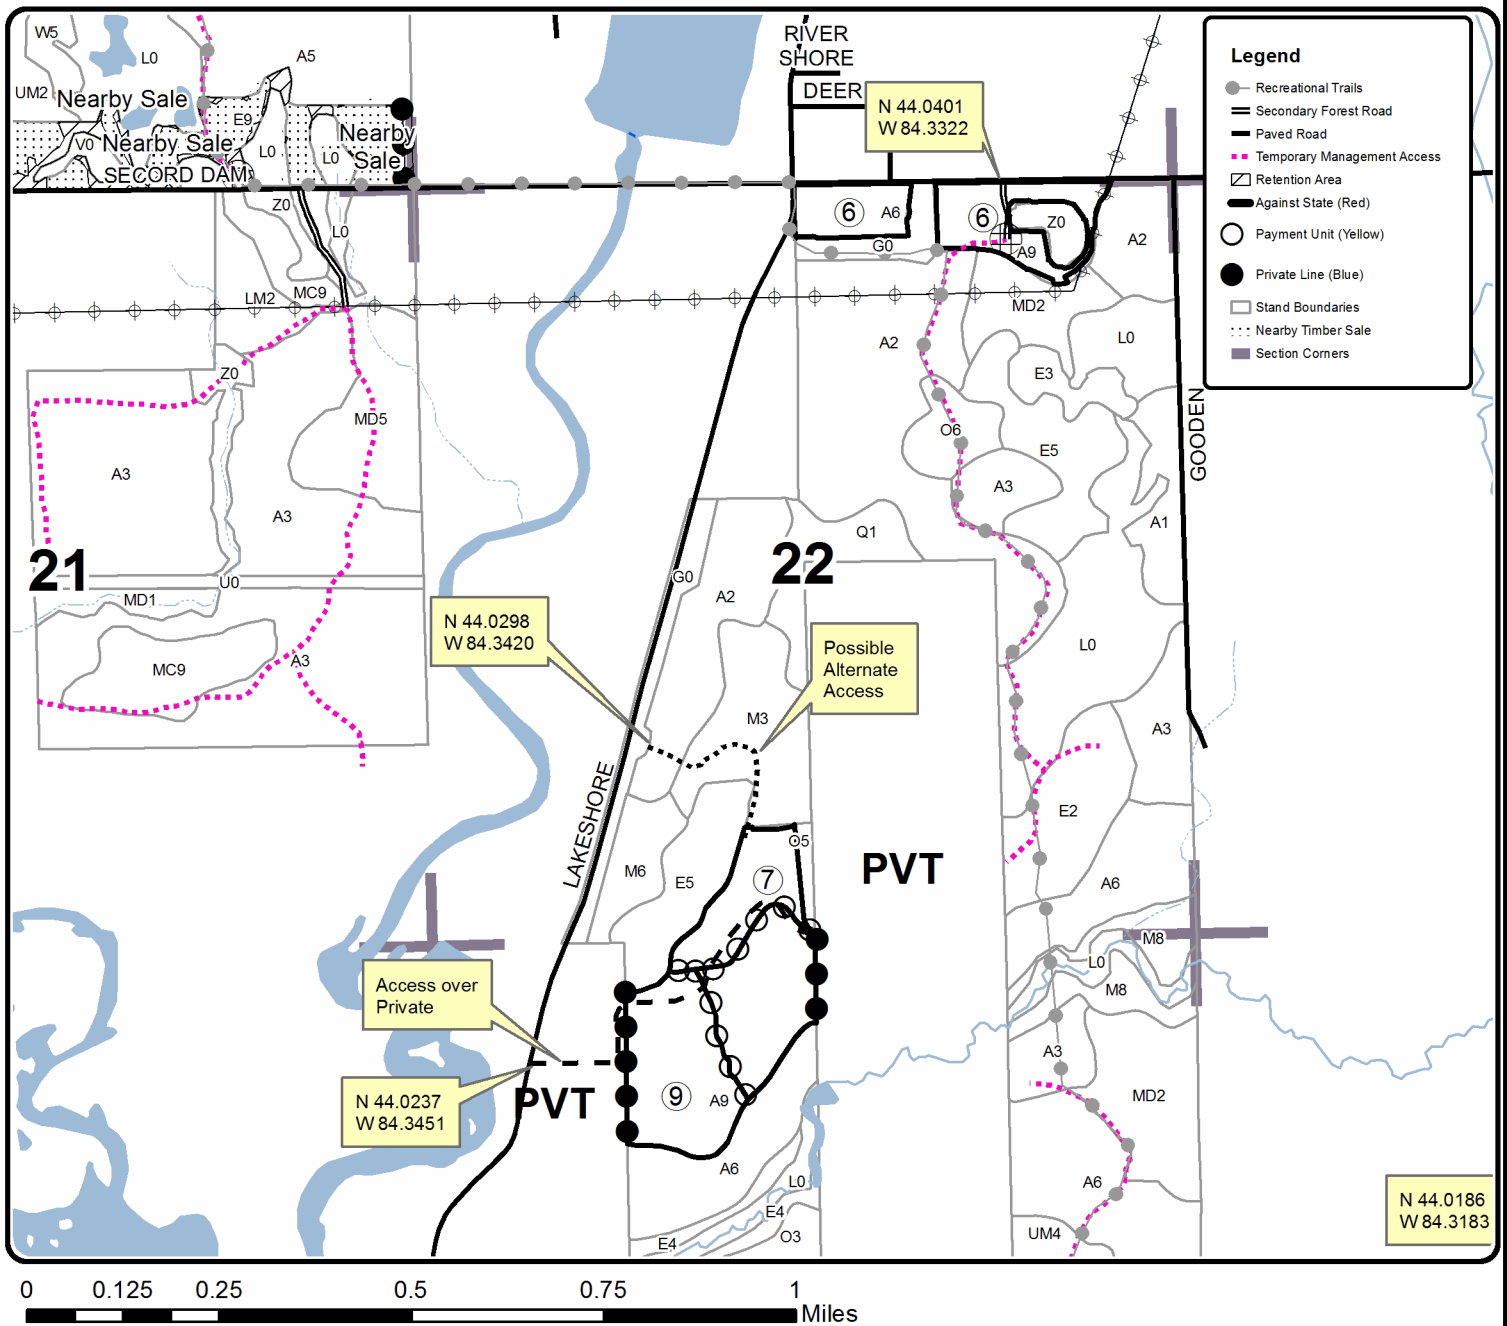 W5
L0
A5
UM2
Nearby Sale
E9
V0
Nearby Sale
L0
L0
Nearby
Sale
SECORD DAM
RIVER
SHORE
DEER
N 44.0401
W 84.3322
Legend
Recreational Trails
Secondary Forest Road
Paved Road
Temporary Management Access
Retention Area
Against State (Red)
Payment Unit (Yellow)
Private Line (Blue)
Stand Boundaries
Nearby Timber Sale
Section Corners
Z0
L0
6
A6
6
Z0
G0
A9
A2
LM2
MC9
MD2
A2
L0
Z0
E3
MD5
O6
GOODEN
E5
A3
A3
A3
A1
Q1
21
22
U0
G0
MD1
A2
N 44.0298
W 84.3420
Possible
Alternate
Access
L0
MC9
A3
M3
A3
LAKESHORE
E2
O5
M6
E5
7
PVT
A6
M8
L0
M8
Access over
Private
A3
N 44.0237
W 84.3451
PVT
9
A9
MD2
A6
L0
A6
E4
E4
O3
UM4
N 44.0186
W 84.3183
0
0.125
0.25
0.5
0.75
1
Miles